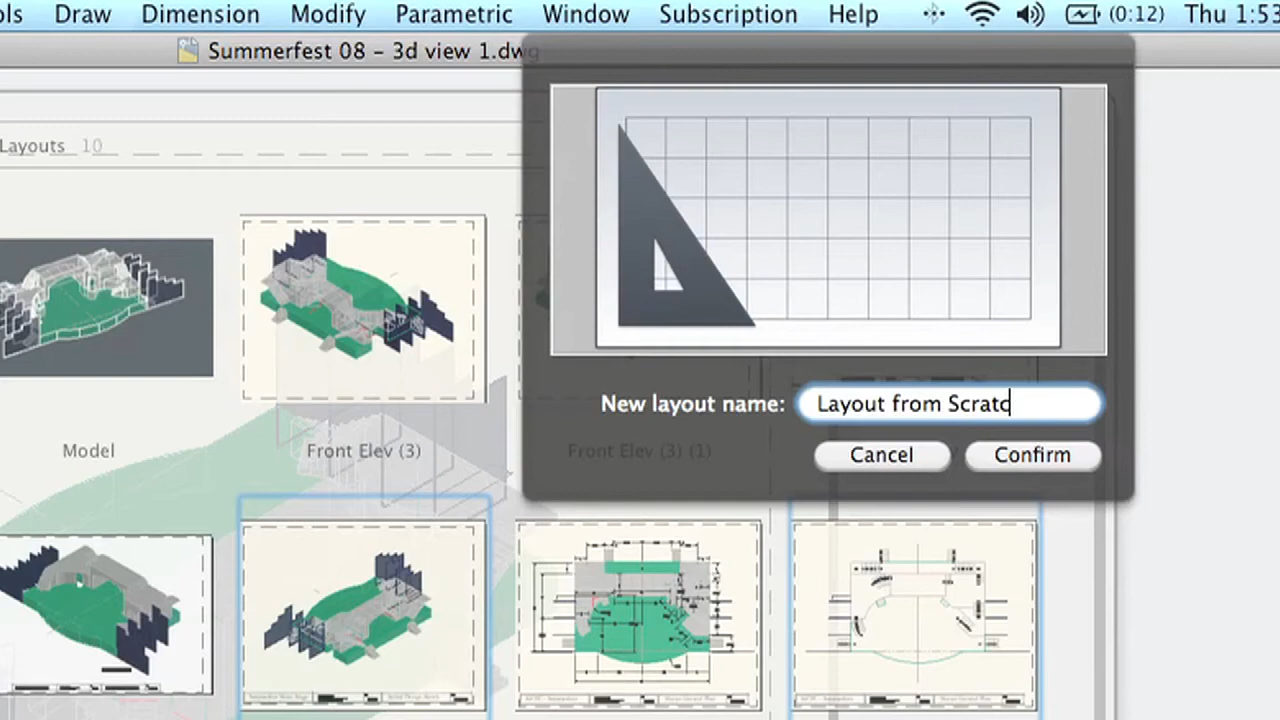 ols Draw Dimension Modify Parametric Window Subscription Help (0:12) Thu 1:53
Summerfest 08 – 3d view 1.dwg
Layouts 10
New layout name: Layout from Scratc
Cancel Confirm
Model Front Elev (3) Front Elev (3) (1)